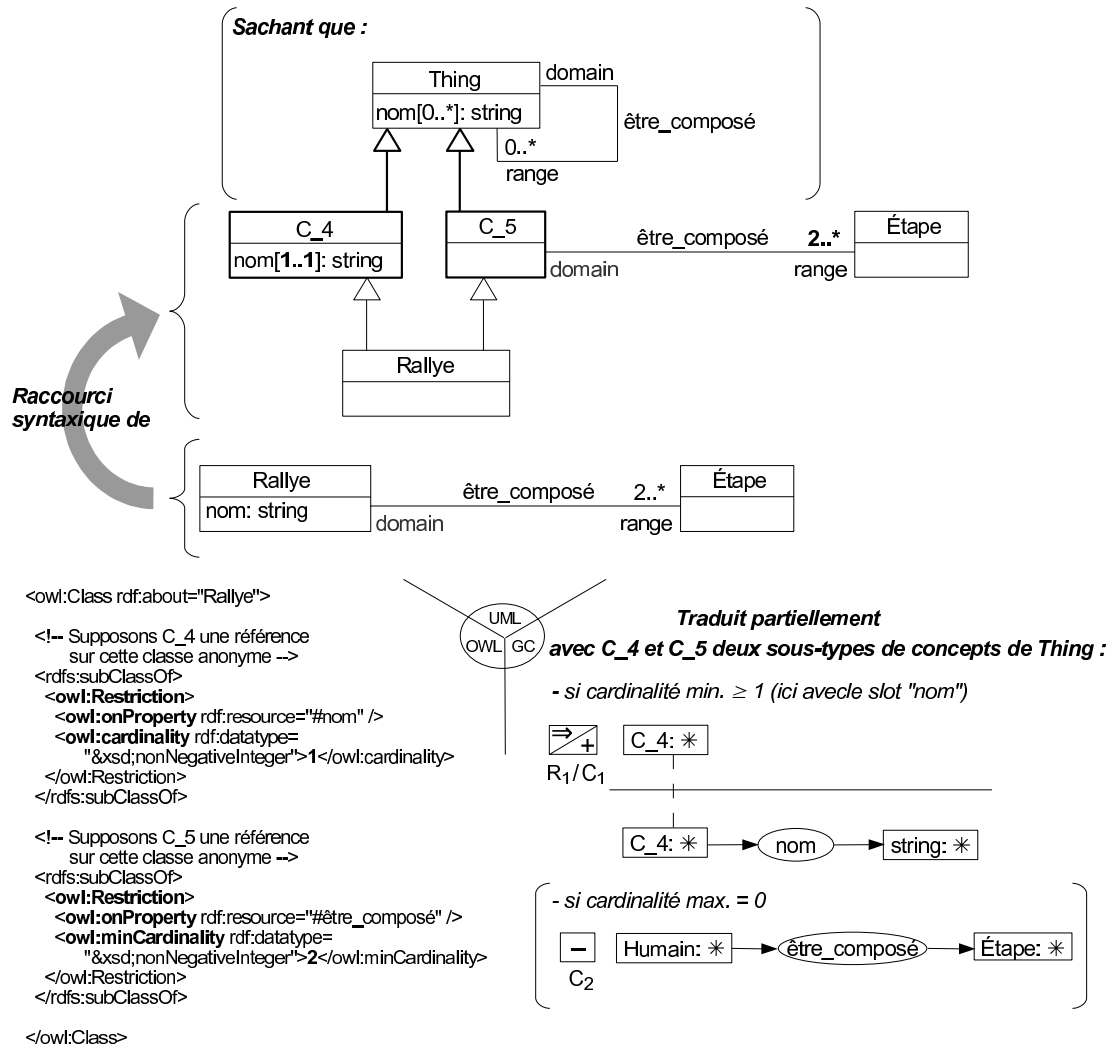 Sachant que :
Thing
domain
nom[0..*]: string
être_composé
0..*
range
C_4
nom[1..1]: string
C_5
être_composé
2..*
Étape
domain
range
Rallye
Raccourci
syntaxique de
Rallye
nom: string
être_composé
2..*
Étape
domain
range
UML
OWL
GC
<owl:Class rdf:about="Rallye">
<!-- Supposons C_4 une référence
sur cette classe anonyme -->
<rdfs:subClassOf>
<owl:Restriction>
<owl:onProperty rdf:resource="#nom" />
<owl:cardinality rdf:datatype=
"&xsd;nonNegativeInteger">1</owl:cardinality>
</owl:Restriction>
</rdfs:subClassOf>
<!-- Supposons C_5 une référence
sur cette classe anonyme -->
<rdfs:subClassOf>
<owl:Restriction>
<owl:onProperty rdf:resource="#être_composé" />
<owl:minCardinality rdf:datatype=
"&xsd;nonNegativeInteger">2</owl:minCardinality>
</owl:Restriction>
</rdfs:subClassOf>
</owl:Class>
Traduit partiellement
avec C_4 et C_5 deux sous-types de concepts de Thing :
- si cardinalité min. ≥ 1 (ici avecle slot "nom")
⇒ +
R1/C1
C_4: ✳
C_4: ✳
nom
string: ✳
- si cardinalité max. = 0
−
C2
Humain: ✳
être_composé
Étape: ✳